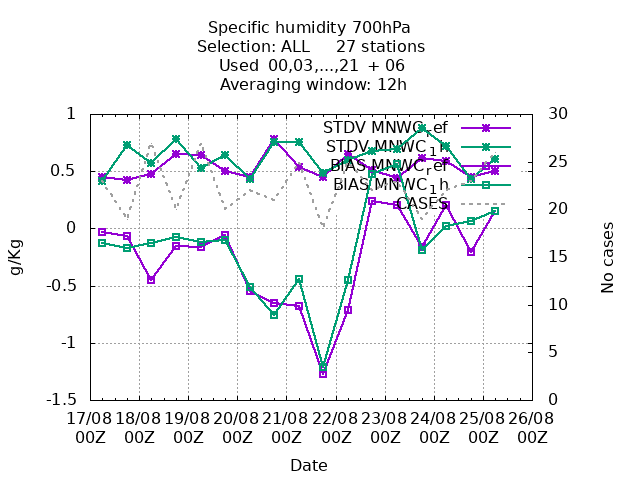 Specific humidity 700hPa
Selection: ALL 27 stations
Used 00,03,...,21 + 06
Averaging window: 12h
1
0.5
0
-0.5
-1
-1.5
g/Kg
30
25
20
15
10
5
0
No cases
STDV MNWC_ref
STDV MNWC_1h
BIAS MNWC_ref
BIAS MNWC_1h
CASES
17/08 18/08 19/08 20/08 21/08 22/08 23/08 24/08 25/08 26/08
00Z 00Z 00Z 00Z 00Z 00Z 00Z 00Z 00Z 00Z
Date